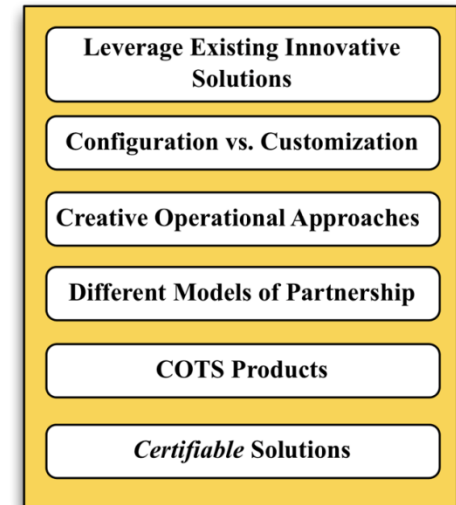 Leverage Existing Innovative
Solutions
Configuration vs. Customization
Creative Operational Approaches
Different Models of Partnership
COTS Products
Certifiable Solutions